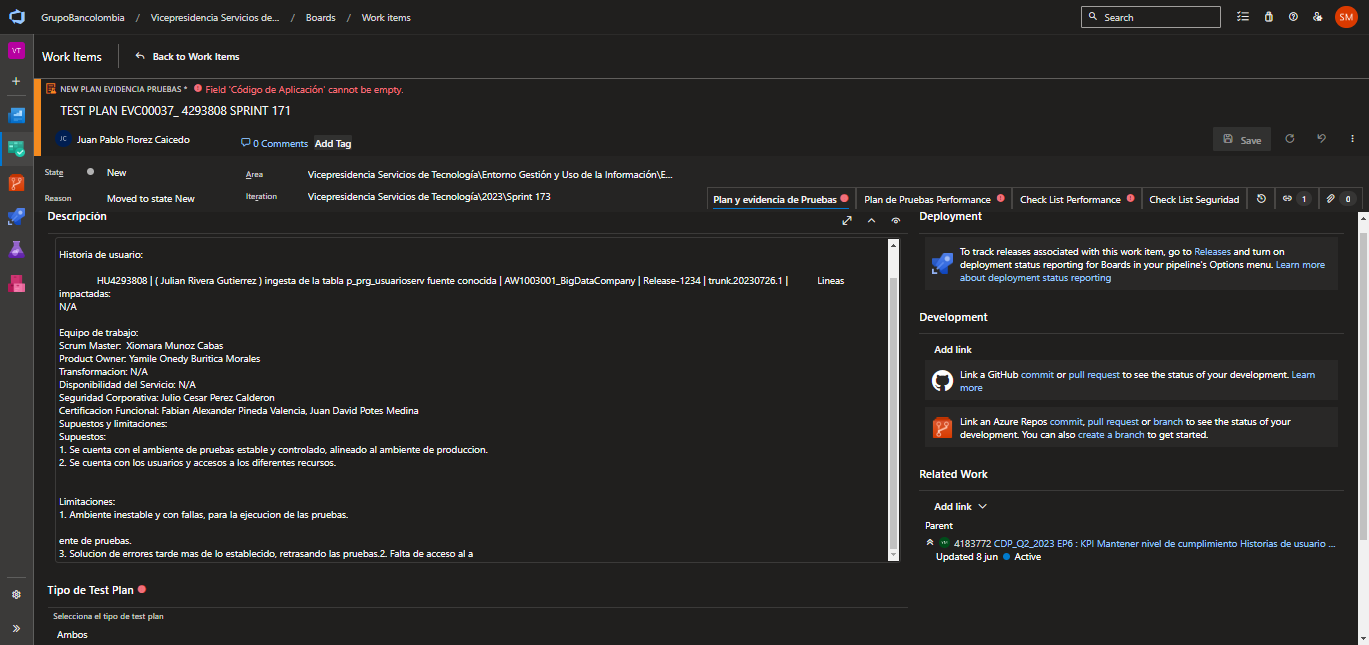 GrupoBancolombia / Vicepresidencia Servicios de... / Boards / Work items
Search
SM
VT
Work Items
Back to Work Items
NEW PLAN EVIDENCIA PRUEBAS * Field 'Código de Aplicación' cannot be empty.
TEST PLAN EVC00037_ 4293808 SPRINT 171
JC Juan Pablo Florez Caicedo
0 Comments
Add Tag
Save
State
New
Area
Vicepresidencia Servicios de Tecnología\Entorno Gestión y Uso de la Información\E...
Reason
Moved to state New
Iteration
Vicepresidencia Servicios de Tecnología\2023\Sprint 173
Plan y evidencia de Pruebas
Plan de Pruebas Performance
Check List Performance
Check List Seguridad
1
0
Descripción
Historia de usuario:
HU4293808 | ( Julian Rivera Gutierrez ) ingesta de la tabla p_prg_usuarioserv fuente conocida | AW1003001_BigDataCompany | Release-1234 | trunk.20230726.1 | Lineas
impactadas:
N/A
Equipo de trabajo:
Scrum Master: Xiomara Munoz Cabas
Product Owner: Yamile Onedy Buritica Morales
Transformacion: N/A
Disponibilidad del Servicio: N/A
Seguridad Corporativa: Julio Cesar Perez Calderon
Certificacion Funcional: Fabian Alexander Pineda Valencia, Juan David Potes Medina
Supuestos y limitaciones:
Supuestos:
1. Se cuenta con el ambiente de pruebas estable y controlado, alineado al ambiente de produccion.
2. Se cuenta con los usuarios y accesos a los diferentes recursos.
Limitaciones:
1. Ambiente inestable y con fallas, para la ejecucion de las pruebas.
ente de pruebas.
3. Solucion de errores tarde mas de lo establecido, retrasando las pruebas.2. Falta de acceso al a
Tipo de Test Plan
Selecciona el tipo de test plan
Ambos
Deployment
To track releases associated with this work item, go to Releases and turn on
deployment status reporting for Boards in your pipeline's Options menu. Learn more
about deployment status reporting
Development
Add link
Link a GitHub commit or pull request to see the status of your development. Learn
more
Link an Azure Repos commit, pull request or branch to see the status of your
development. You can also create a branch to get started.
Related Work
Add link
Parent
4183772 CDP_Q2_2023 EP6 : KPI Mantener nivel de cumplimiento Historias de usuario ...
Updated 8 jun Active